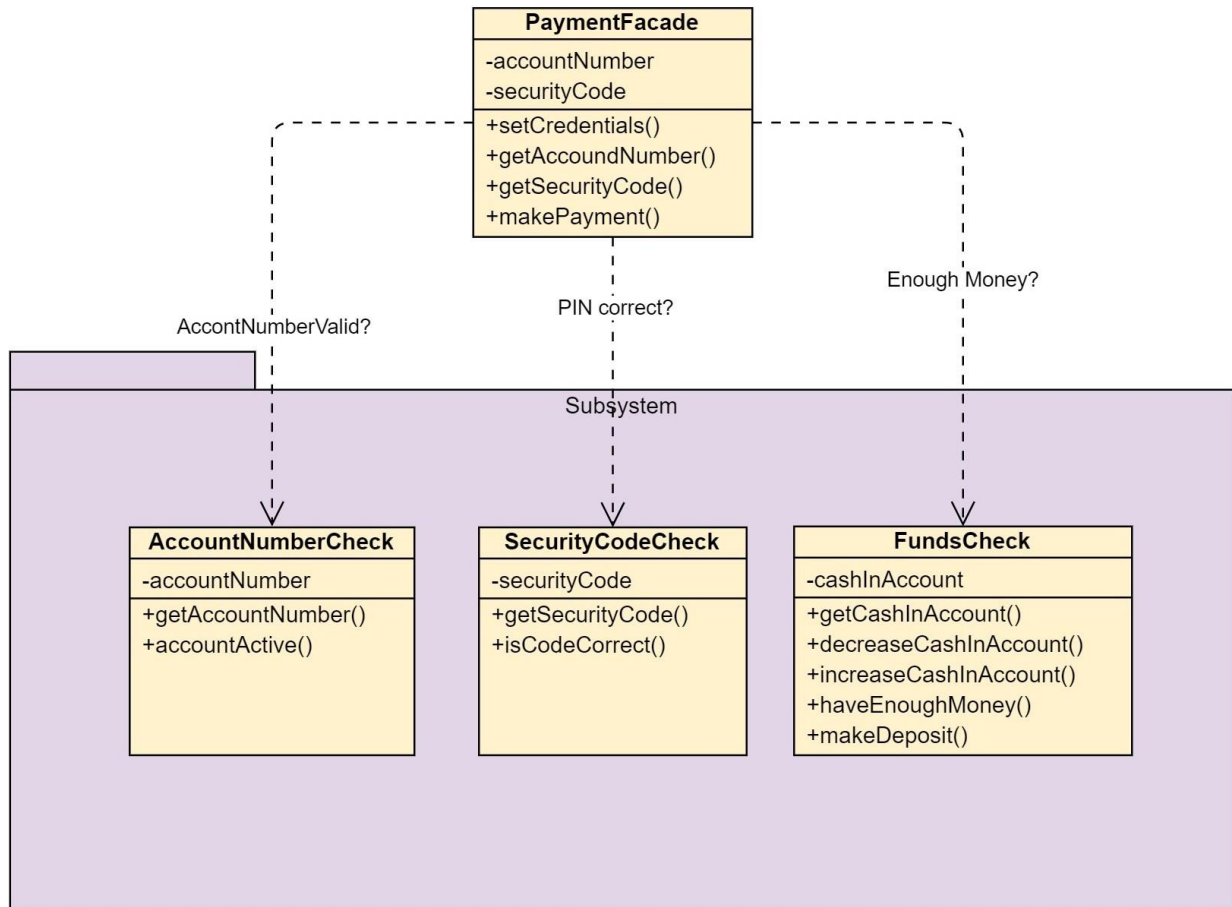 PaymentFacade
-accountNumber
-securityCode
+setCredentials()
+getAccoundNumber()
+getSecurityCode()
+makePayment()
Enough Money?
PIN correct?
AccontNumberValid?
Subsystem
AccountNumberCheck
-accountNumber
+getAccountNumber()
+accountActive()
SecurityCodeCheck
-securityCode
+getSecurityCode()
+isCodeCorrect()
FundsCheck
-cashInAccount
+getCashInAccount()
+decreaseCashInAccount()
+increaseCashInAccount()
+haveEnoughMoney()
+makeDeposit()